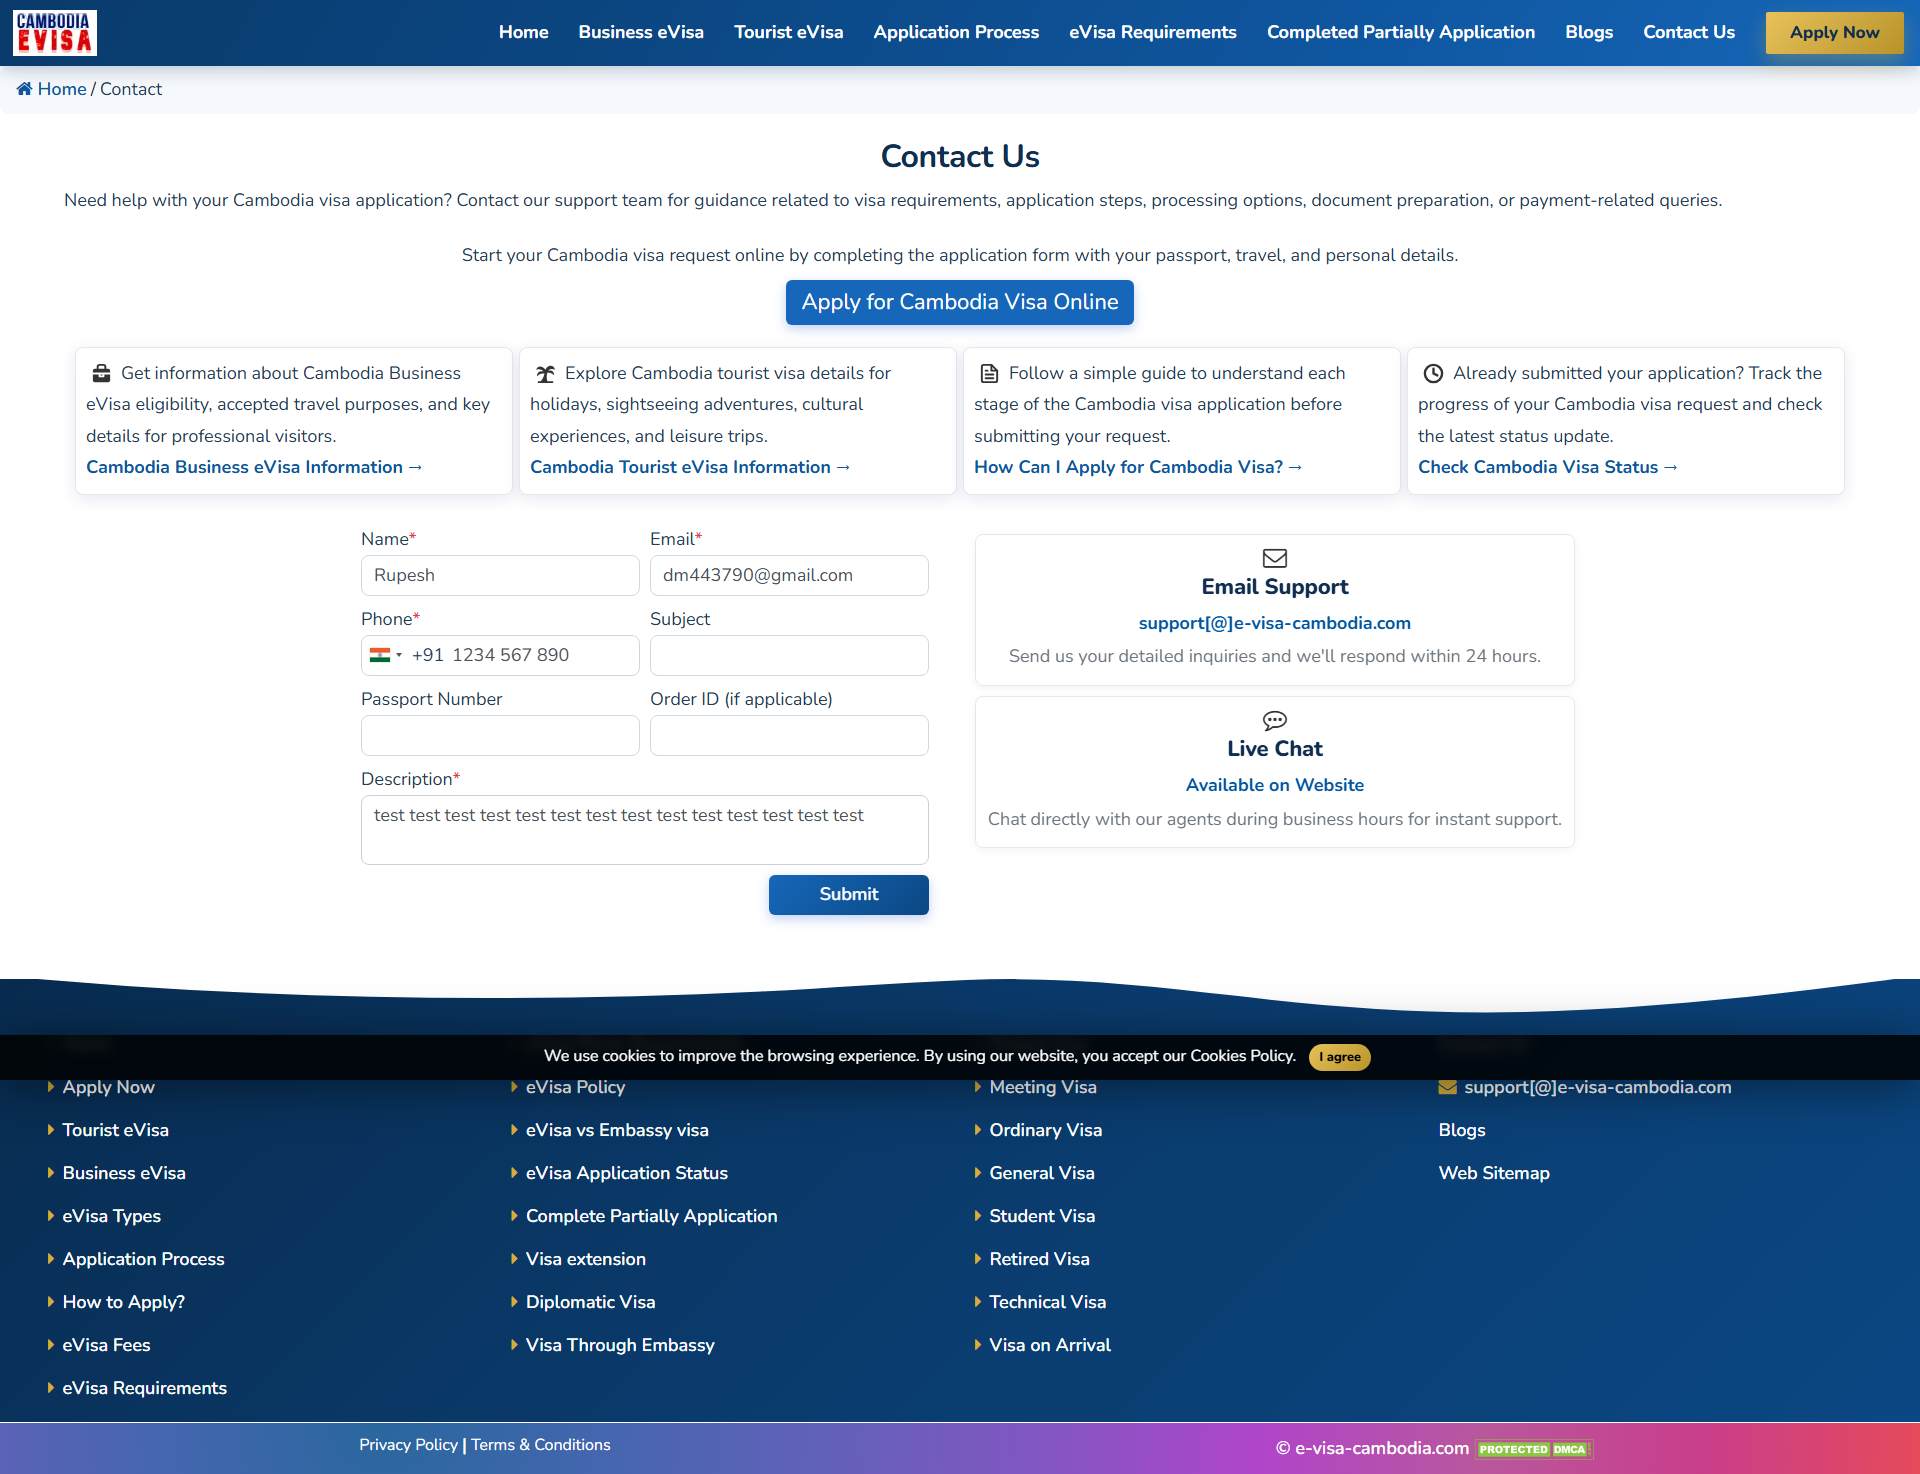 CAMBODIA
EVISA
Home
Business eVisa
Tourist eVisa
Application Process
eVisa Requirements
Completed Partially Application
Blogs
Contact Us
Apply Now
Home / Contact
Contact Us
Need help with your Cambodia visa application? Contact our support team for guidance related to visa requirements, application steps, processing options, document preparation, or payment-related queries.
Start your Cambodia visa request online by completing the application form with your passport, travel, and personal details.
Apply for Cambodia Visa Online
Get information about Cambodia Business
eVisa eligibility, accepted travel purposes, and key
details for professional visitors.
Cambodia Business eVisa Information →
Explore Cambodia tourist visa details for
holidays, sightseeing adventures, cultural
experiences, and leisure trips.
Cambodia Tourist eVisa Information →
Follow a simple guide to understand each
stage of the Cambodia visa application before
submitting your request.
How Can I Apply for Cambodia Visa? →
Already submitted your application? Track the
progress of your Cambodia visa request and check
the latest status update.
Check Cambodia Visa Status →
Name*
Rupesh
Email*
dm443790@gmail.com
Phone*
+91 1234 567 890
Subject
Passport Number
Order ID (if applicable)
Description*
test test test test test test test test test test test test test test
Submit
Email Support
support[@]e-visa-cambodia.com
Send us your detailed inquiries and we'll respond within 24 hours.
Live Chat
Available on Website
Chat directly with our agents during business hours for instant support.
We use cookies to improve the browsing experience. By using our website, you accept our Cookies Policy.
I agree
Apply Now
Tourist eVisa
Business eVisa
eVisa Types
Application Process
How to Apply?
eVisa Fees
eVisa Requirements
eVisa Policy
eVisa vs Embassy visa
eVisa Application Status
Complete Partially Application
Visa extension
Diplomatic Visa
Visa Through Embassy
Meeting Visa
Ordinary Visa
General Visa
Student Visa
Retired Visa
Technical Visa
Visa on Arrival
support[@]e-visa-cambodia.com
Blogs
Web Sitemap
Privacy Policy | Terms & Conditions
© e-visa-cambodia.com PROTECTED DMCA